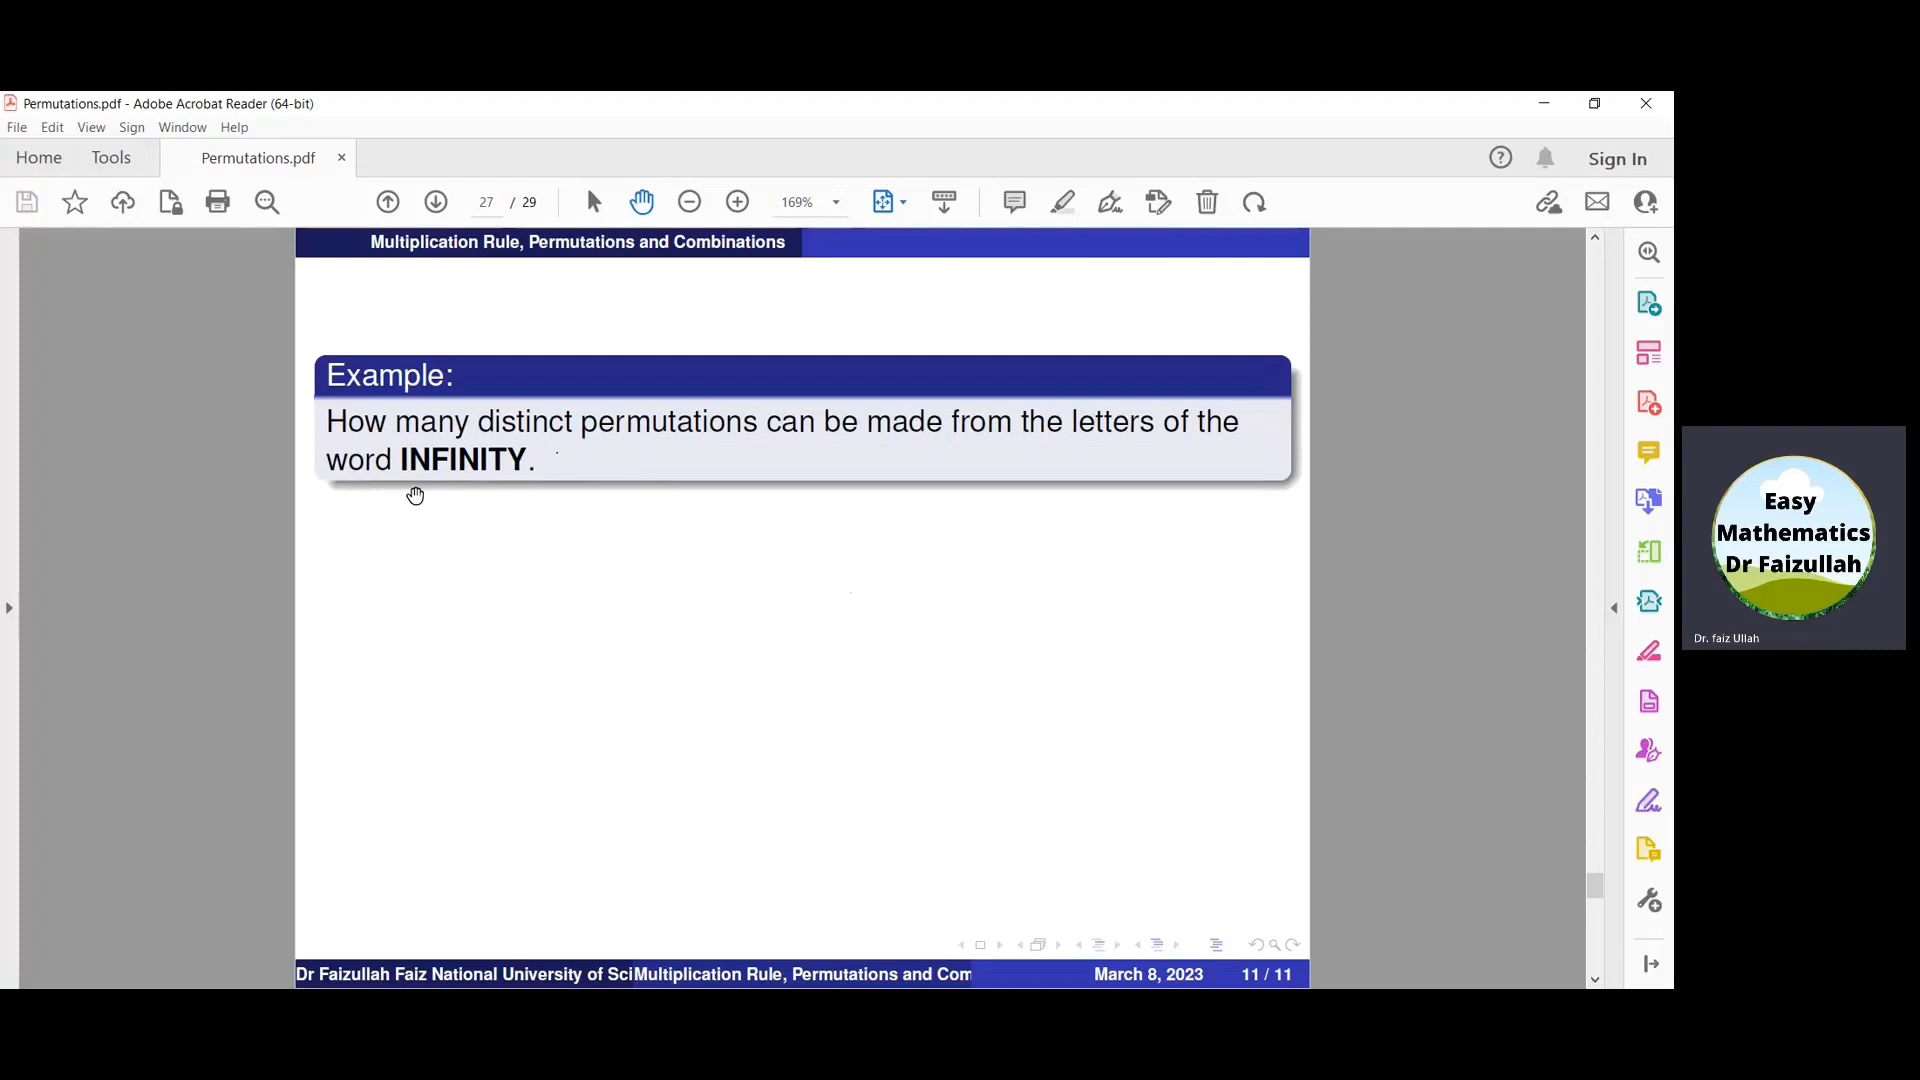 Permutations.pdf - Adobe Acrobat Reader (64-bit)
File Edit View Sign Window Help
Home Tools Permutations.pdf × Sign In
27 / 29 169%
Multiplication Rule, Permutations and Combinations
Example:
How many distinct permutations can be made from the letters of the
word INFINITY.
Easy
Mathematics
Dr Faizullah
Dr. faiz Ullah
Dr Faizullah Faiz National University of Sci Multiplication Rule, Permutations and Com March 8, 2023 11 / 11